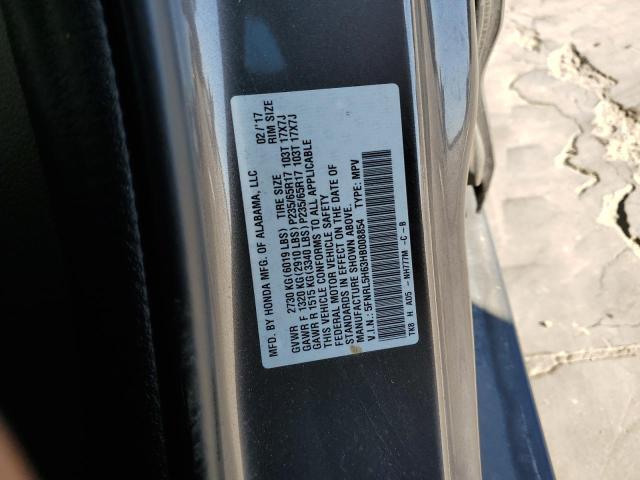 MFD. BY HONDA MFG. OF ALABAMA, LLC 02/'17
TIRE SIZE RIM SIZE
GVWR 2730 KG(6019 LBS)
GAWR F 1320 KG(2910 LBS) P235/65R17 103T 17X7J
GAWR R 1515 KG(3340 LBS) P235/65R17 103T 17X7J
THIS VEHICLE CONFORMS TO ALL APPLICABLE
FEDERAL MOTOR VEHICLE SAFETY
STANDARDS IN EFFECT ON THE DATE OF
MANUFACTURE SHOWN ABOVE.
V.I.N.: 5FNRL5H63HB008854 TYPE: MPV
TK8 H A05 - NH77M -C -B